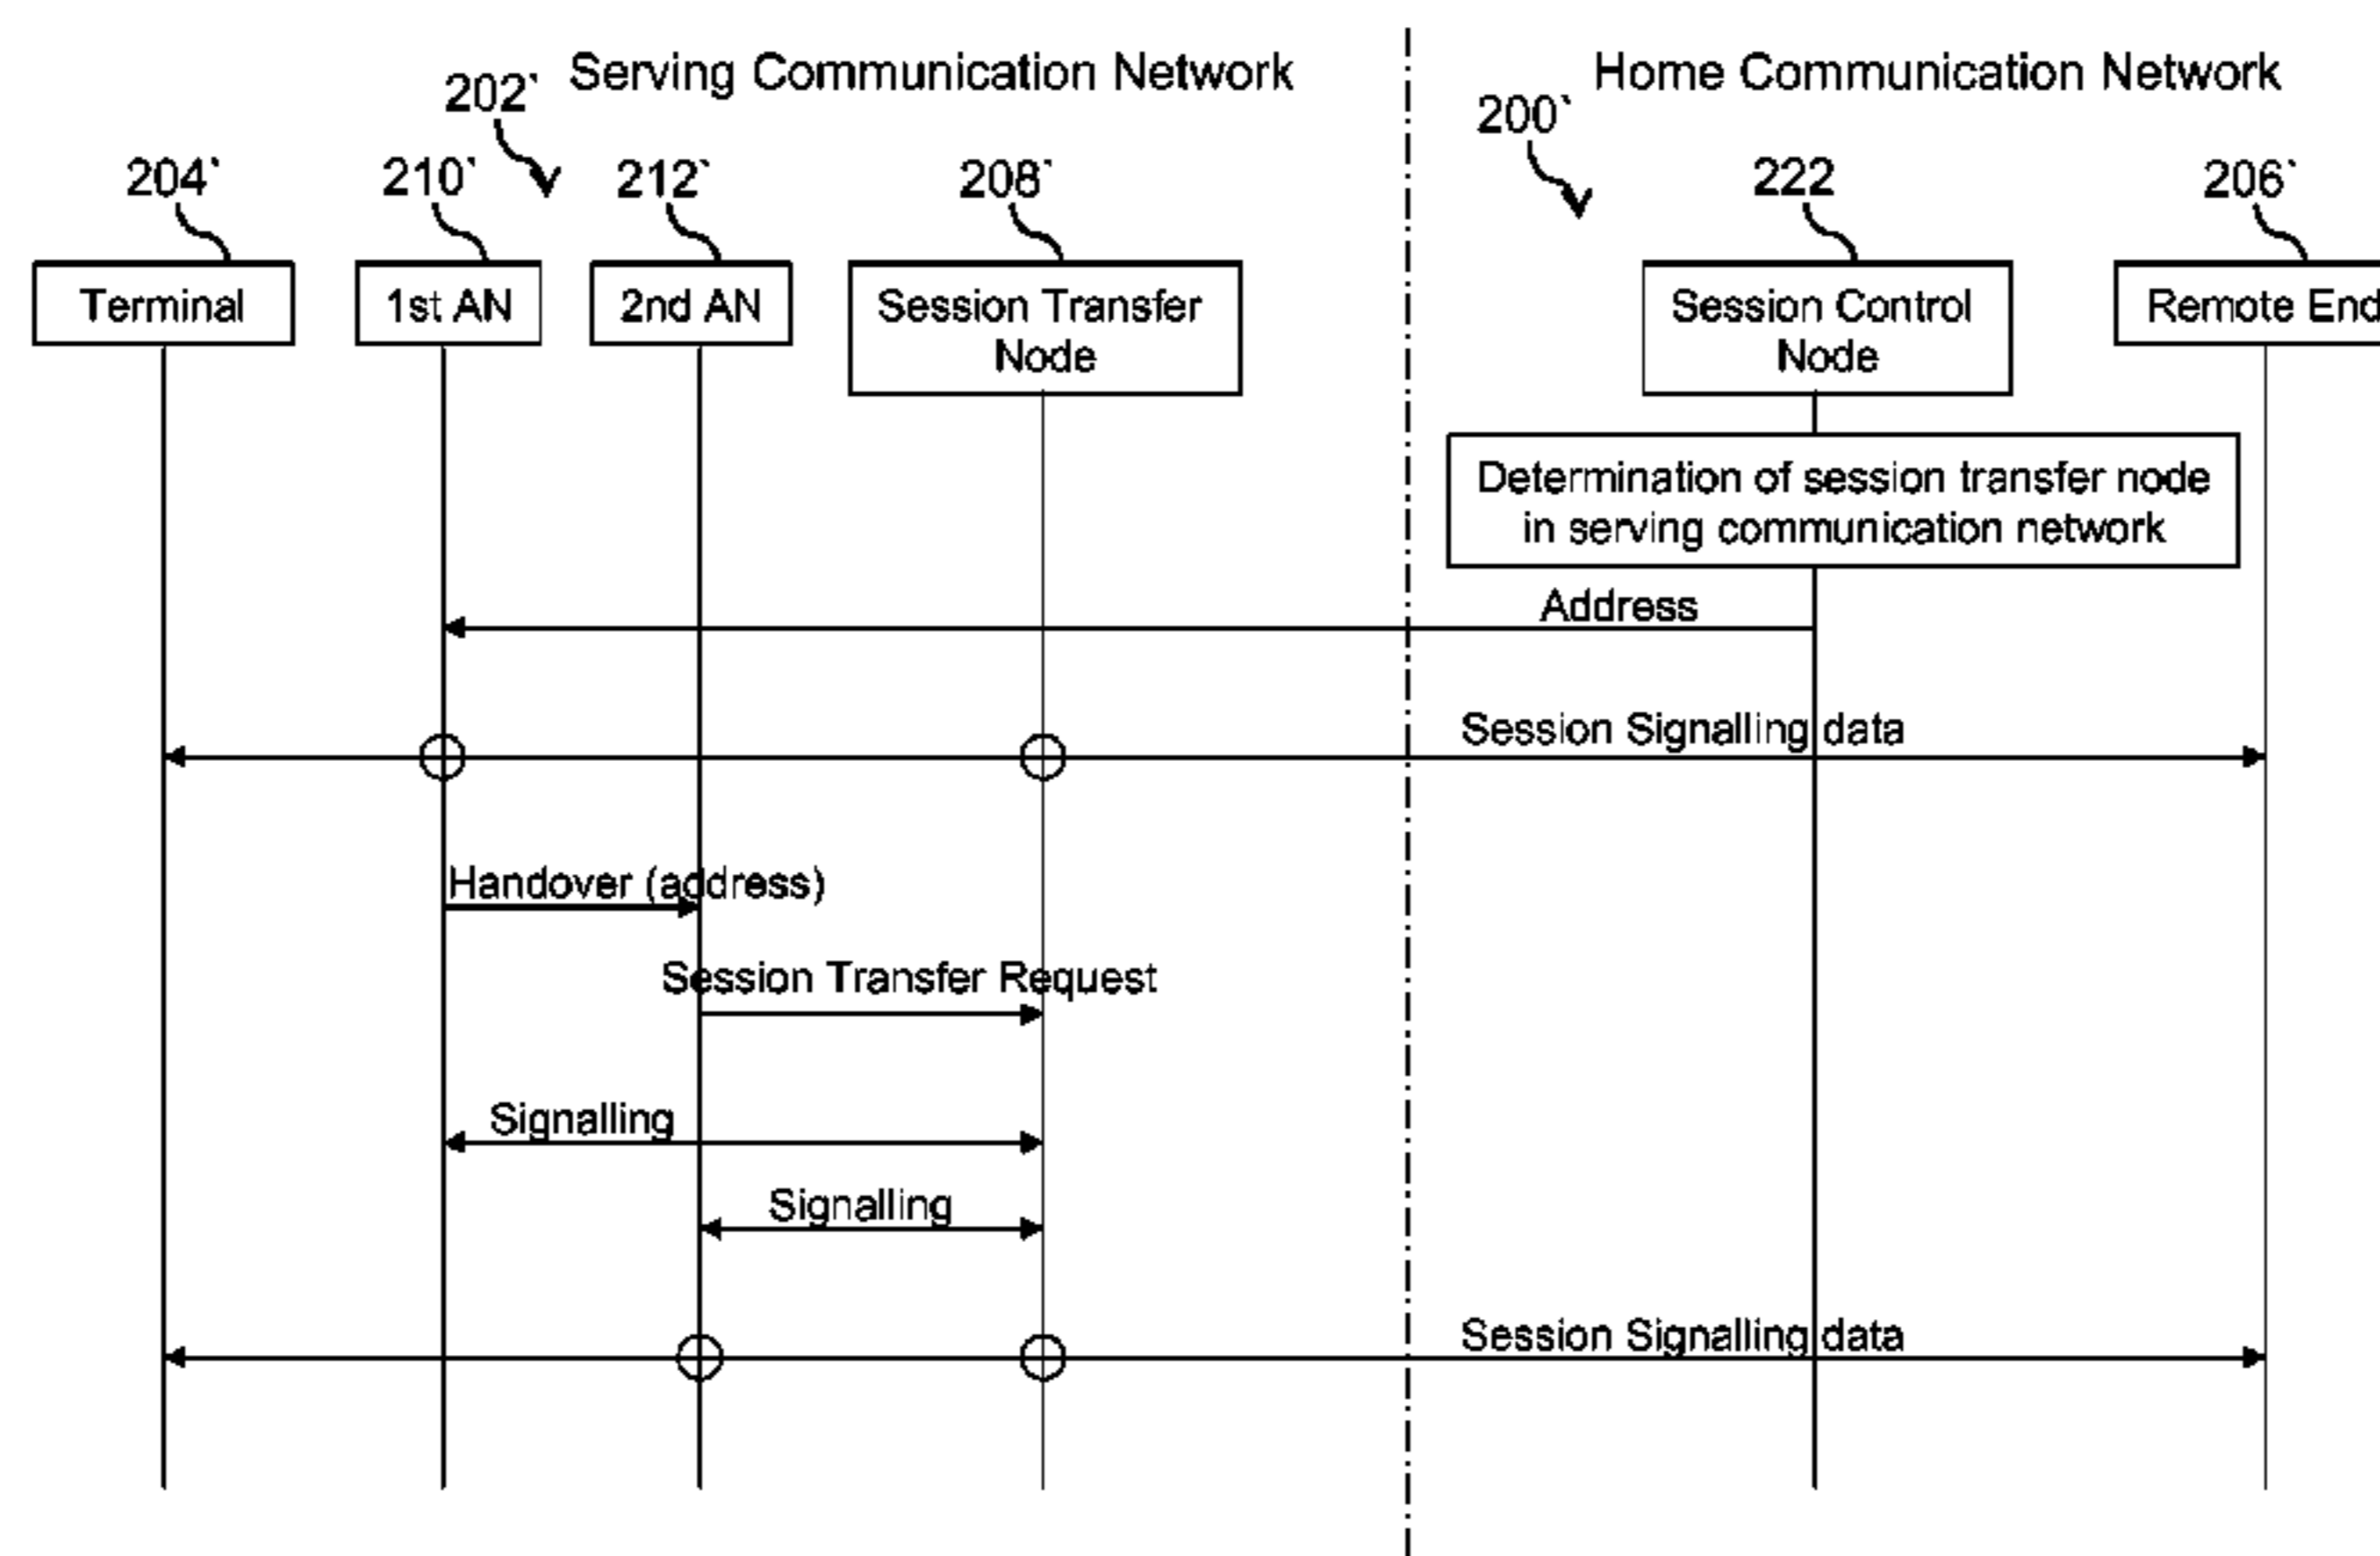 Serving Communication Network
Home Communication Network
202`
200`
204`
210`
212`
208`
222
206`
Terminal
1st AN
2nd AN
Session Transfer
Node
Session Control
Node
Remote End
Determination of session transfer node
in serving communication network
Address
Session Signalling data
Handover (address)
Session Transfer Request
Signalling
Signalling
Session Signalling data